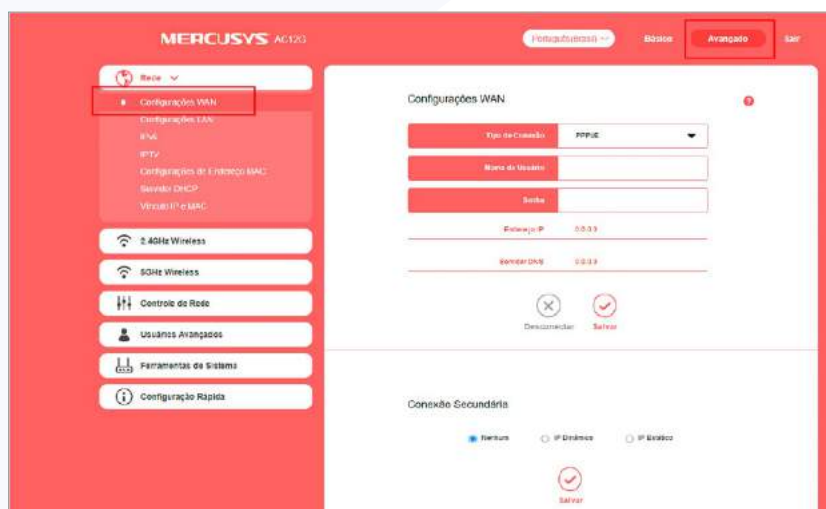 MERCUSYS AC12G
Português(Brasil)
Básico
Avançado
Sair
Rede
Configurações WAN
Configurações LAN
IPv6
IPTV
Configurações de Endereço MAC
Servidor DHCP
Vínculo IP e MAC
2.4GHz Wireless
5GHz Wireless
Controle de Rede
Usuários Avançados
Ferramentas do Sistema
Configuração Rápida
Configurações WAN
Tipo de Conexão PPPoE
Nome de Usuário
Senha
Endereço IP 0.0.0.0
Servidor DNS 0.0.0.0
Desconectar Salvar
Conexão Secundária
Nenhum IP Dinâmico IP Estático
Salvar